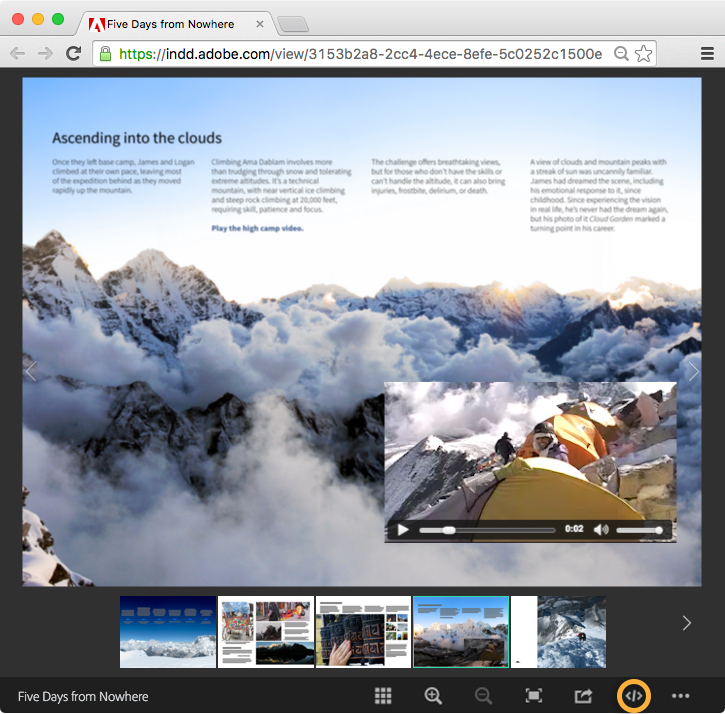 Five Days from Nowhere
https://indd.adobe.com/view/3153b2a8-2cc4-4ece-8efe-5c0252c1500e
Ascending into the clouds
Once they left base camp, James and Logan
climbed at their own pace, leaving most
of the expedition behind as they moved
rapidly up the mountain.
Climbing Ama Dablam involves more
than trudging through snow and tolerating
extreme altitudes. It's a technical
mountain, with near vertical ice climbing
and steep rock climbing at 20,000 feet,
requiring skill, patience and focus.
Play the high camp video.
The challenge offers breathtaking views,
but for those who don't have the skills or
can't handle the altitude, it can also bring
injuries, frostbite, delirium, or death.
A view of clouds and mountain peaks with
a streak of sun was uncannily familiar.
James had dreamed the scene, including
his emotional response to it, since
childhood. Since experiencing the vision
in real life, he's never had the dream again,
but his photo of it Cloud Garden marked a
turning point in his career.
0:02
Five Days from Nowhere